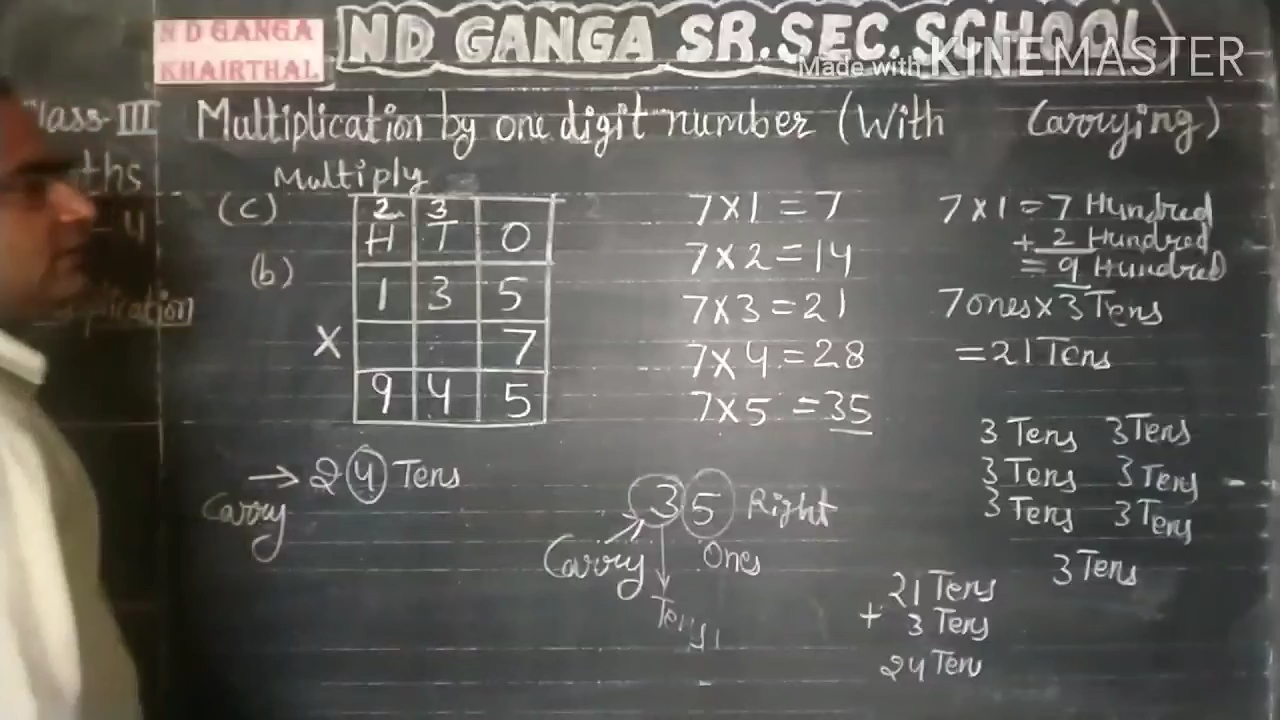 N D GANGA
KHAIRTHAL
N D GANGA SR. SEC. SCHOOL
Made with KINEMASTER
Class-III
Multiplication by one digit number (With Carrying)
Multiply
(c)
(b)
2 3
H T O
1 3 5
X 7
9 4 5
7X1 = 7
7X2 = 14
7X3 = 21
7X4 = 28
7X5 = 35
7X1 = 7 Hundred
+ 2 Hundred
= 9 Hundred
7 ones X 3 Tens
= 21 Tens
3 Tens 3 Tens
3 Tens 3 Tens
3 Tens 3 Tens
3 Tens
→ 24 Tens
Carry
35 Right
Carry Ones
Tens
21 Tens
+ 3 Tens
24 Tens